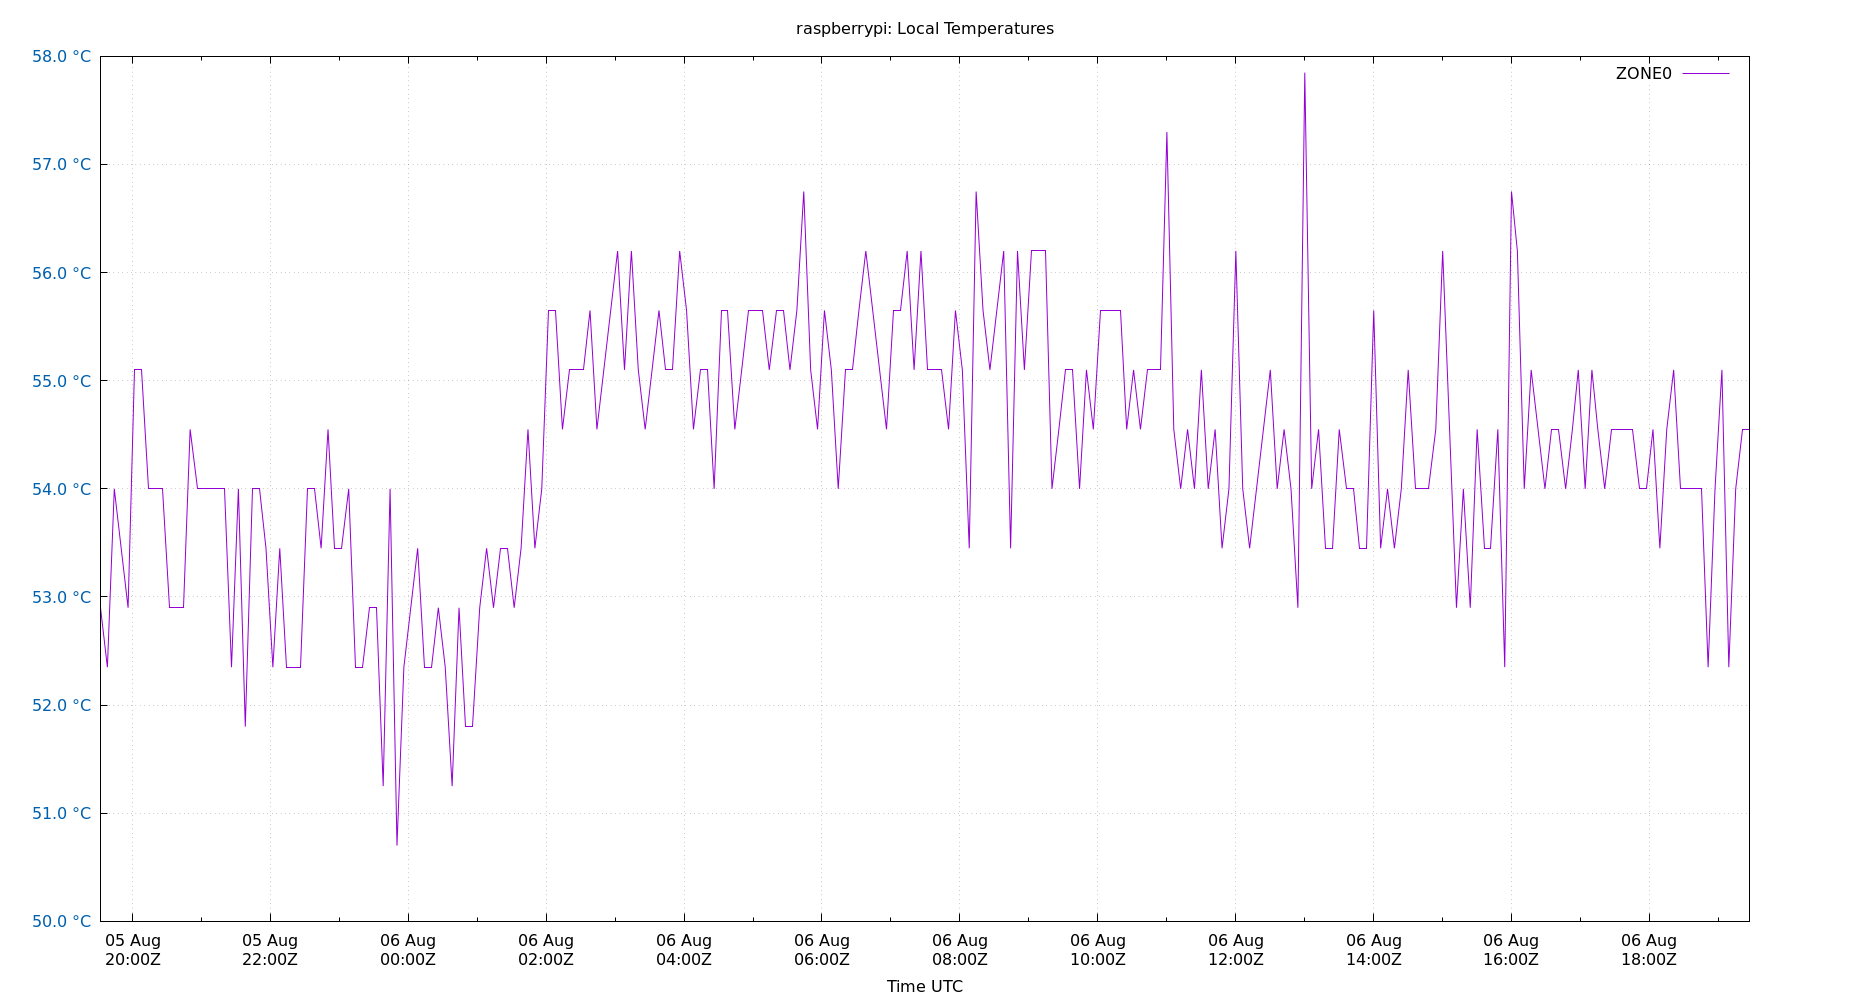 raspberrypi: Local Temperatures
ZONE0
58.0 °C
57.0 °C
56.0 °C
55.0 °C
54.0 °C
53.0 °C
52.0 °C
51.0 °C
50.0 °C
05 Aug 05 Aug 06 Aug 06 Aug 06 Aug 06 Aug 06 Aug 06 Aug 06 Aug 06 Aug 06 Aug 06 Aug
20:00Z 22:00Z 00:00Z 02:00Z 04:00Z 06:00Z 08:00Z 10:00Z 12:00Z 14:00Z 16:00Z 18:00Z
Time UTC